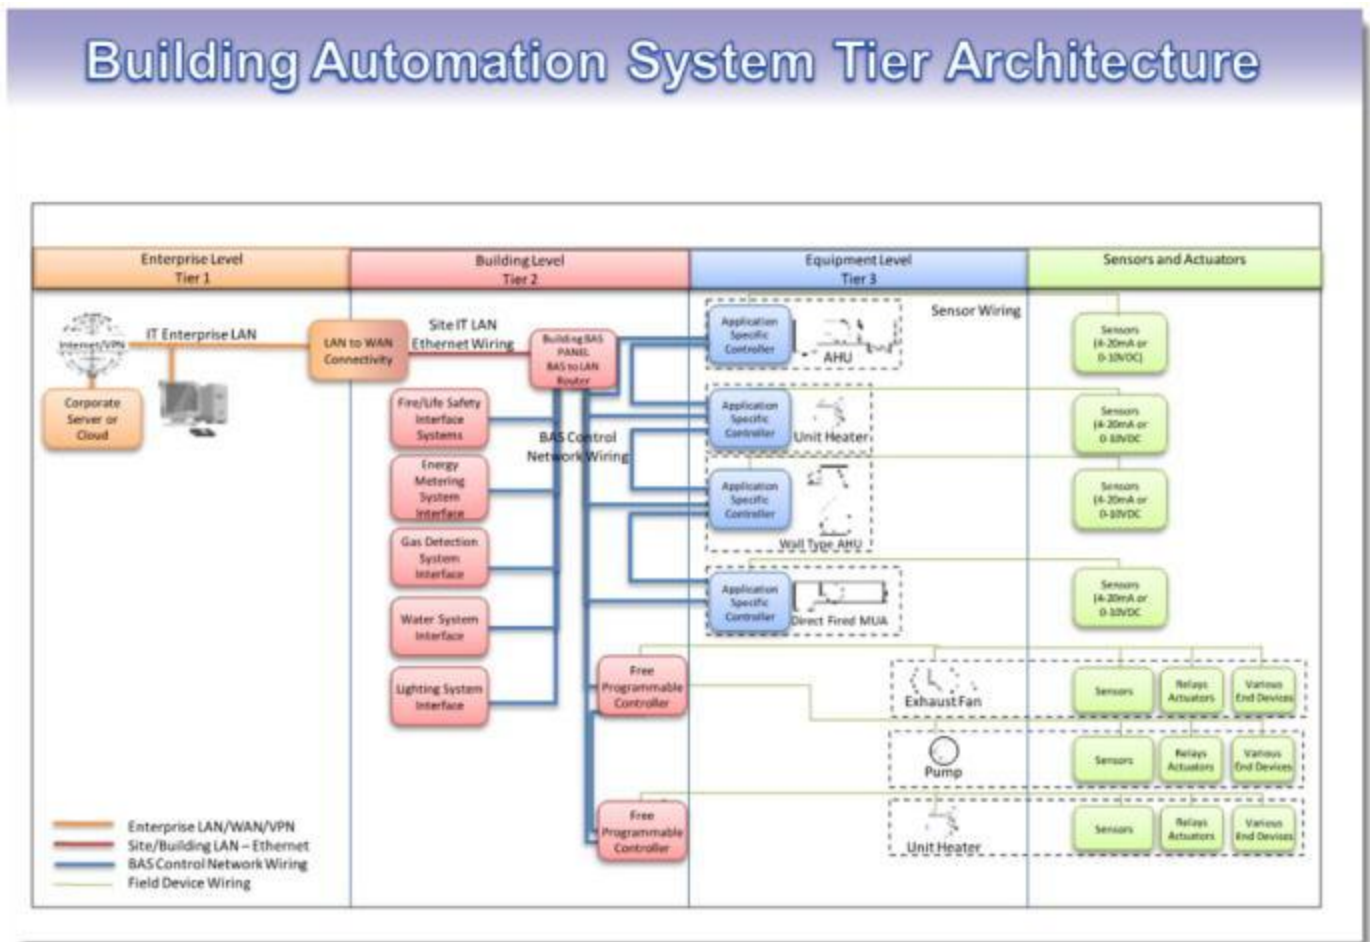 Building Automation System Tier Architecture
Enterprise Level
Tier 1
Building Level
Tier 2
Equipment Level
Tier 3
Sensors and Actuators
Internet/VPN
IT Enterprise LAN
Corporate
Server or
Cloud
LAN to WAN
Connectivity
Site IT LAN
Ethernet Wiring
Building BAS
PANEL
BAS to LAN
Router
Fire/Life Safety
Interface
Systems
Energy
Metering
System
Interface
Gas Detection
System
Interface
Water System
Interface
Lighting System
Interface
BAS Control
Network Wiring
Free
Programmable
Controller
Free
Programmable
Controller
Application
Specific
Controller
AHU
Sensor Wiring
Application
Specific
Controller
Unit Heater
Application
Specific
Controller
Wall Type AHU
Application
Specific
Controller
Direct Fired MUA
Exhaust Fan
Pump
Unit Heater
Sensors
(4-20mA or
0-10VDC)
Sensors
(4-20mA or
0-10VDC
Sensors
(4-20mA or
0-10VDC
Sensors
(4-20mA or
0-10VDC
Sensors
Relays
Actuators
Various
End Devices
Sensors
Relays
Actuators
Various
End Devices
Sensors
Relays
Actuators
Various
End Devices
Enterprise LAN/WAN/VPN
Site/Building LAN – Ethernet
BAS Control Network Wiring
Field Device Wiring